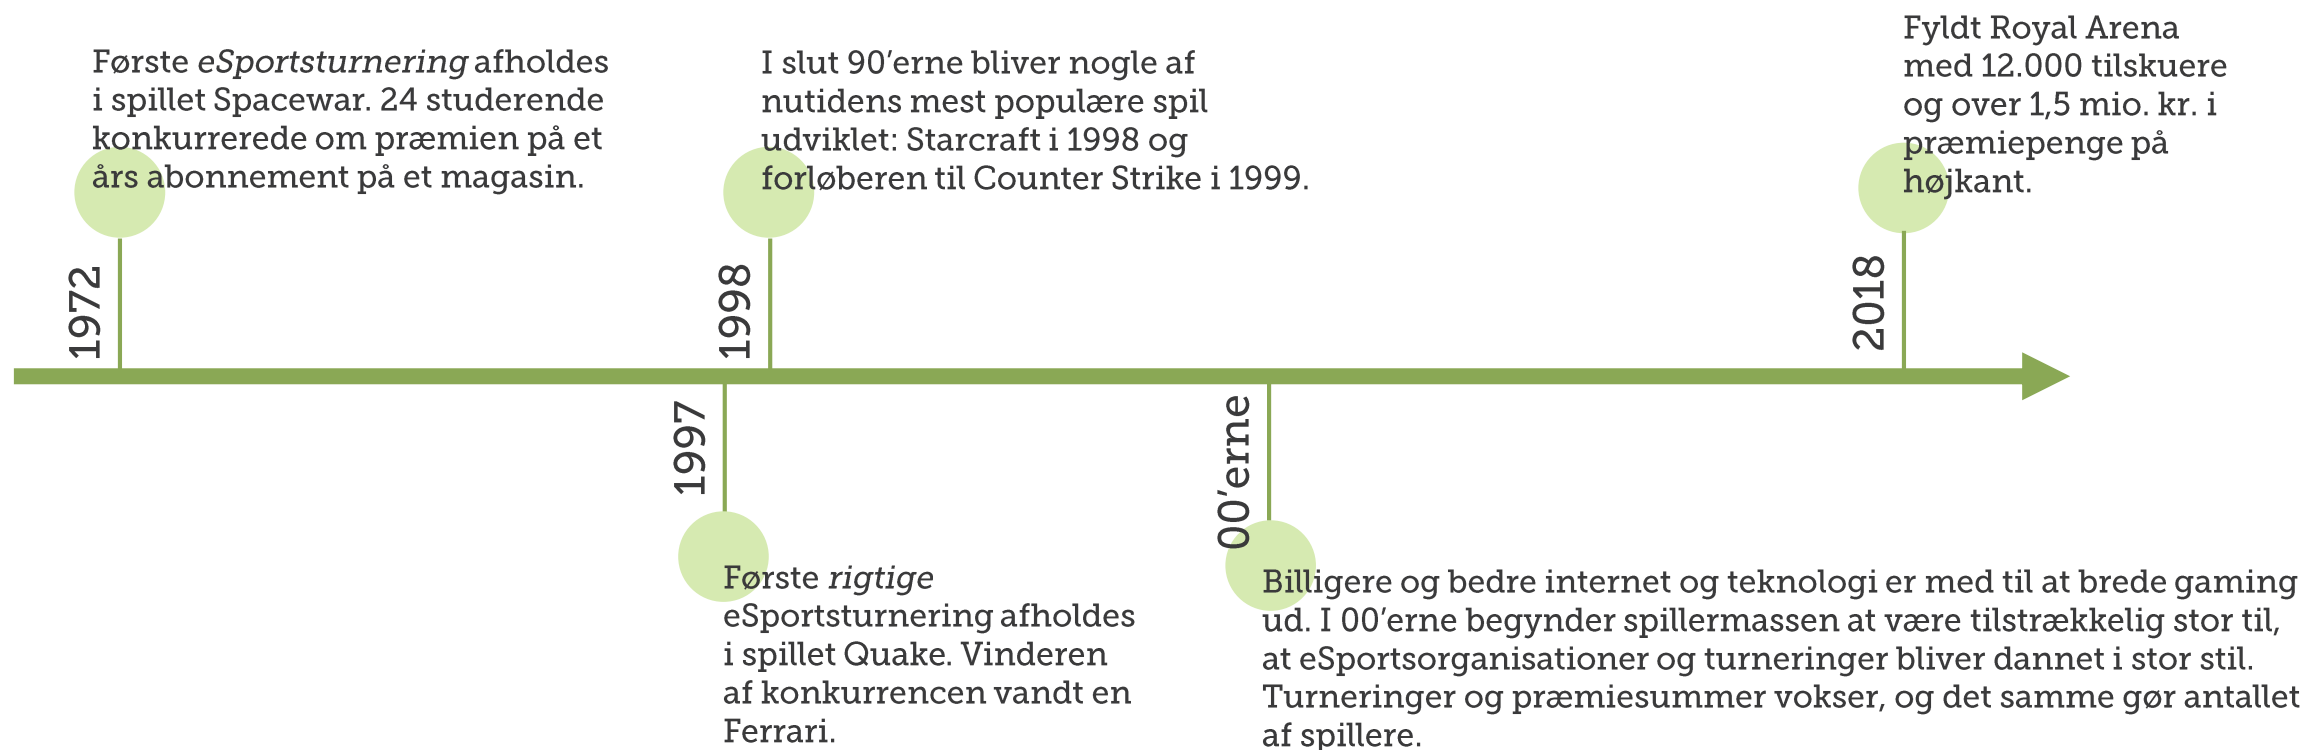 Første eSportsturnering afholdes
i spillet Spacewar. 24 studerende
konkurrerede om præmien på et
års abonnement på et magasin.
1972
Første rigtige
eSportsturnering afholdes
i spillet Quake. Vinderen
af konkurrencen vandt en
Ferrari.
1997
I slut 90’erne bliver nogle af
nutidens mest populære spil
udviklet: Starcraft i 1998 og
forløberen til Counter Strike i 1999.
1998
00’erne
Billigere og bedre internet og teknologi er med til at brede gaming
ud. I 00’erne begynder spillermassen at være tilstrækkelig stor til,
at eSportsorganisationer og turneringer bliver dannet i stor stil.
Turneringer og præmiesummer vokser, og det samme gør antallet
af spillere.
Fyldt Royal Arena
med 12.000 tilskuere
og over 1,5 mio. kr. i
præmiepenge på
højkant.
2018